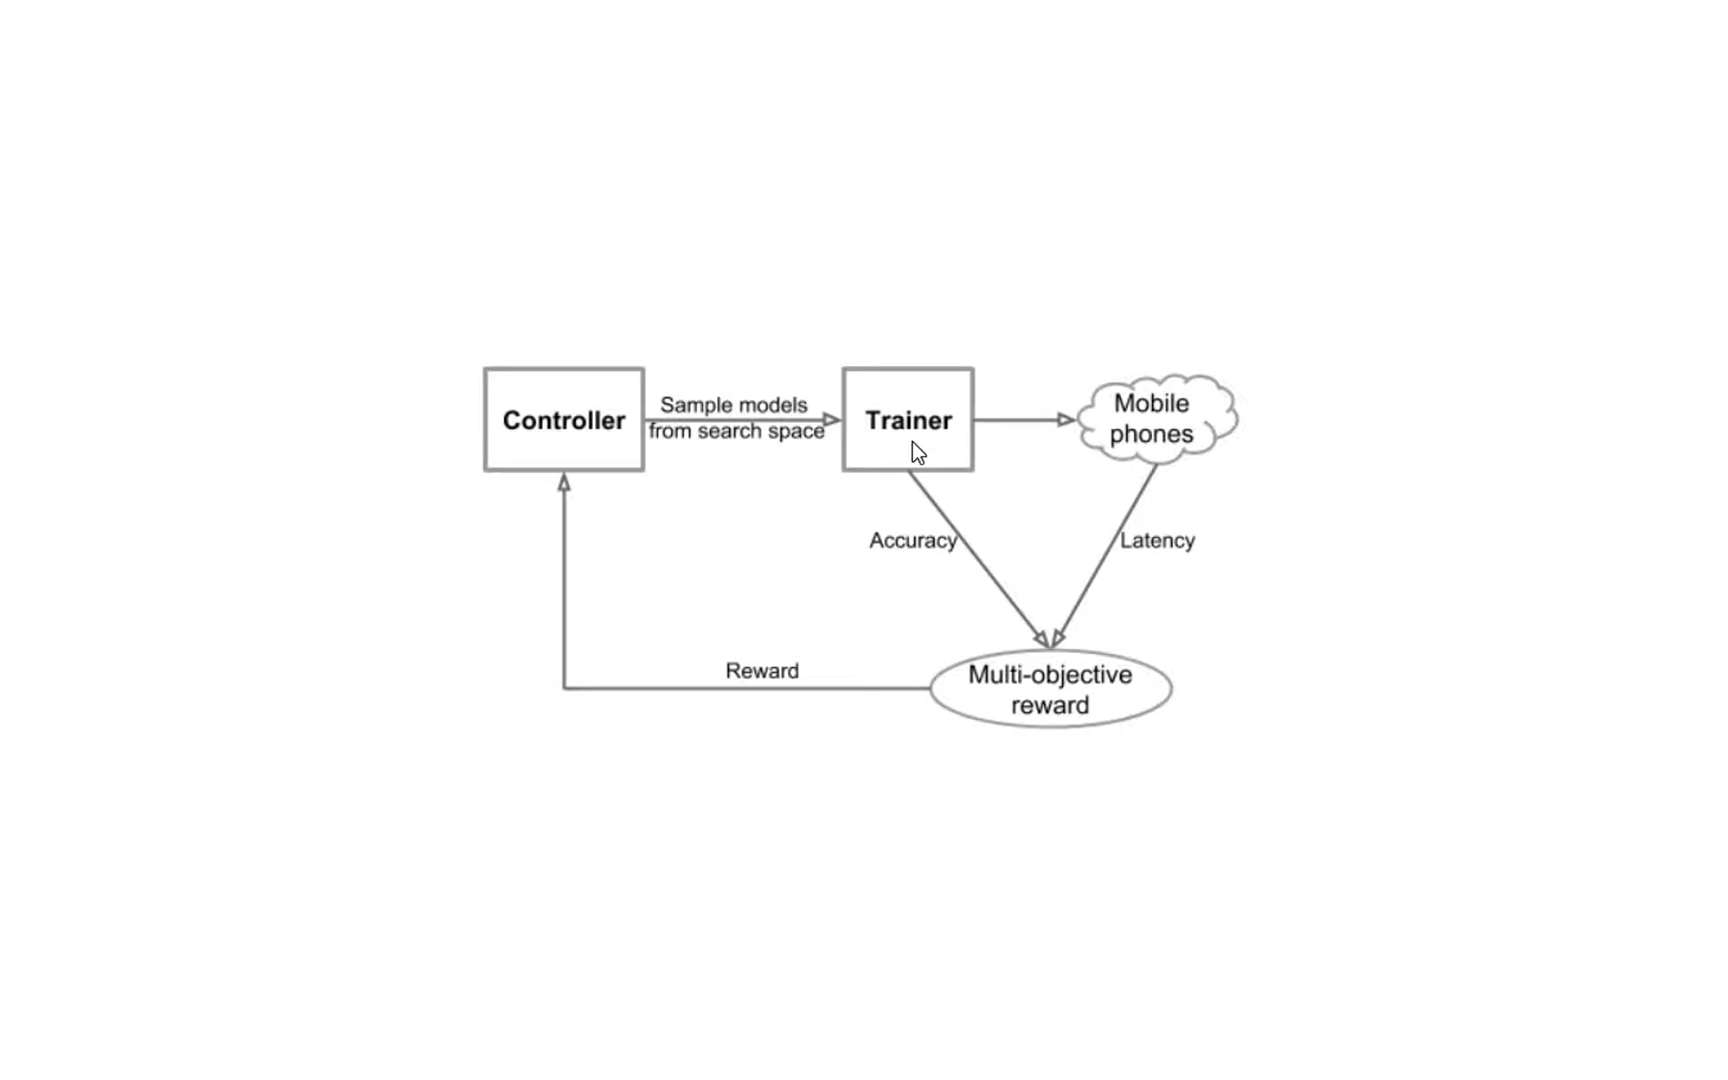 Controller
Sample models
from search space
Trainer
Mobile
phones
Accuracy
Latency
Reward
Multi-objective
reward